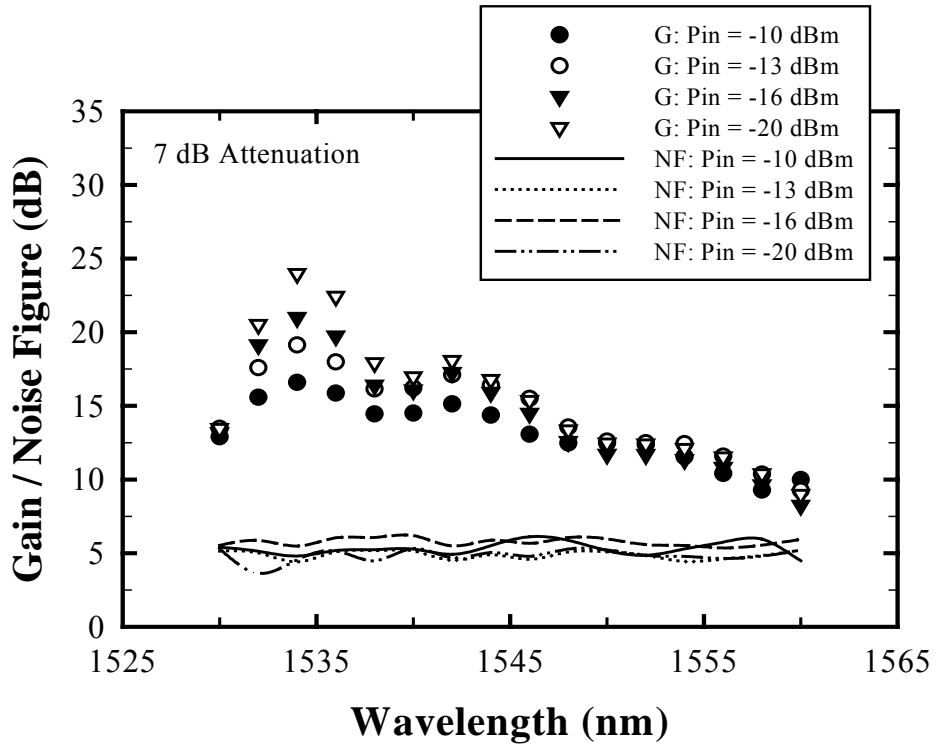 G: Pin = -10 dBm
G: Pin = -13 dBm
G: Pin = -16 dBm
G: Pin = -20 dBm
NF: Pin = -10 dBm
NF: Pin = -13 dBm
NF: Pin = -16 dBm
NF: Pin = -20 dBm
7 dB Attenuation
Gain / Noise Figure (dB)
35
30
25
20
15
10
5
0
1525
1535
1545
1555
1565
Wavelength (nm)